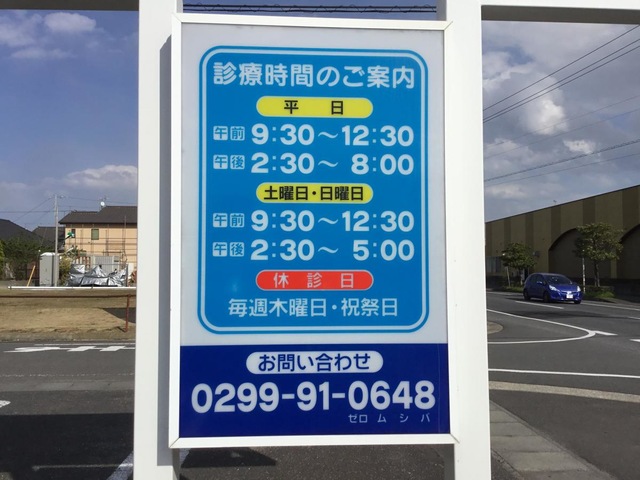 診療時間のご案内
平日
午前 9:30〜12:30
午後 2:30〜 8:00
土曜日・日曜日
午前 9:30〜12:30
午後 2:30〜 5:00
休診日
毎週木曜日・祝祭日
お問い合わせ
0299-91-0648
ゼロ ム シ バ